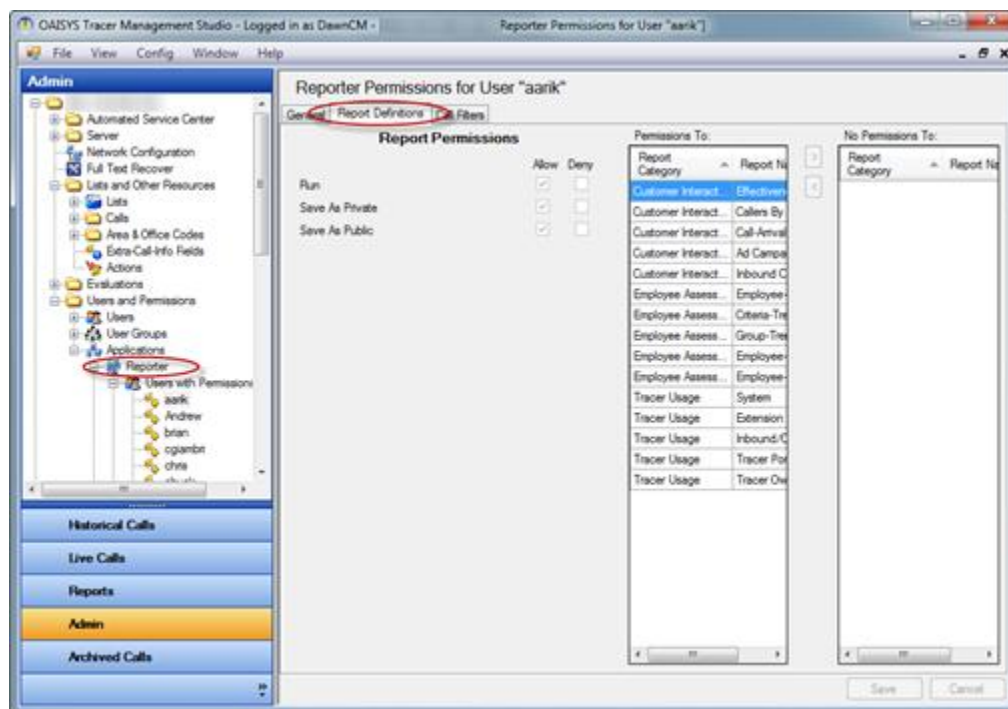 OAISYS Tracer Management Studio - Logged in as DawnCM - Reporter Permissions for User "aarik"]
File View Config Window Help
Admin
Automated Service Center
Server
Network Configuration
Full Text Recover
Lists and Other Resources
Lists
Calls
Area & Office Codes
Extra-Call-Info Fields
Actions
Evaluations
Users and Permissions
Users
User Groups
Applications
Reporter
Users with Permissions
aarik
Andrew
brian
cgiambri
chris
Historical Calls
Live Calls
Reports
Admin
Archived Calls
Reporter Permissions for User "aarik"
General Report Definitions Call Filters
Report Permissions
Allow Deny
Run
Save As Private
Save As Public
Permissions To:
Report Category Report Na
Customer Interact... Effectiven
Customer Interact... Callers By
Customer Interact... Call-Arrival
Customer Interact... Ad Campa
Customer Interact... Inbound C
Employee Assess... Employee-
Employee Assess... Criteria-Tre
Employee Assess... Group-Tree
Employee Assess... Employee-
Employee Assess... Employee-
Tracer Usage System
Tracer Usage Extension
Tracer Usage Inbound/O
Tracer Usage Tracer Por
Tracer Usage Tracer Ow
No Permissions To:
Report Category Report Na
Save Cancel